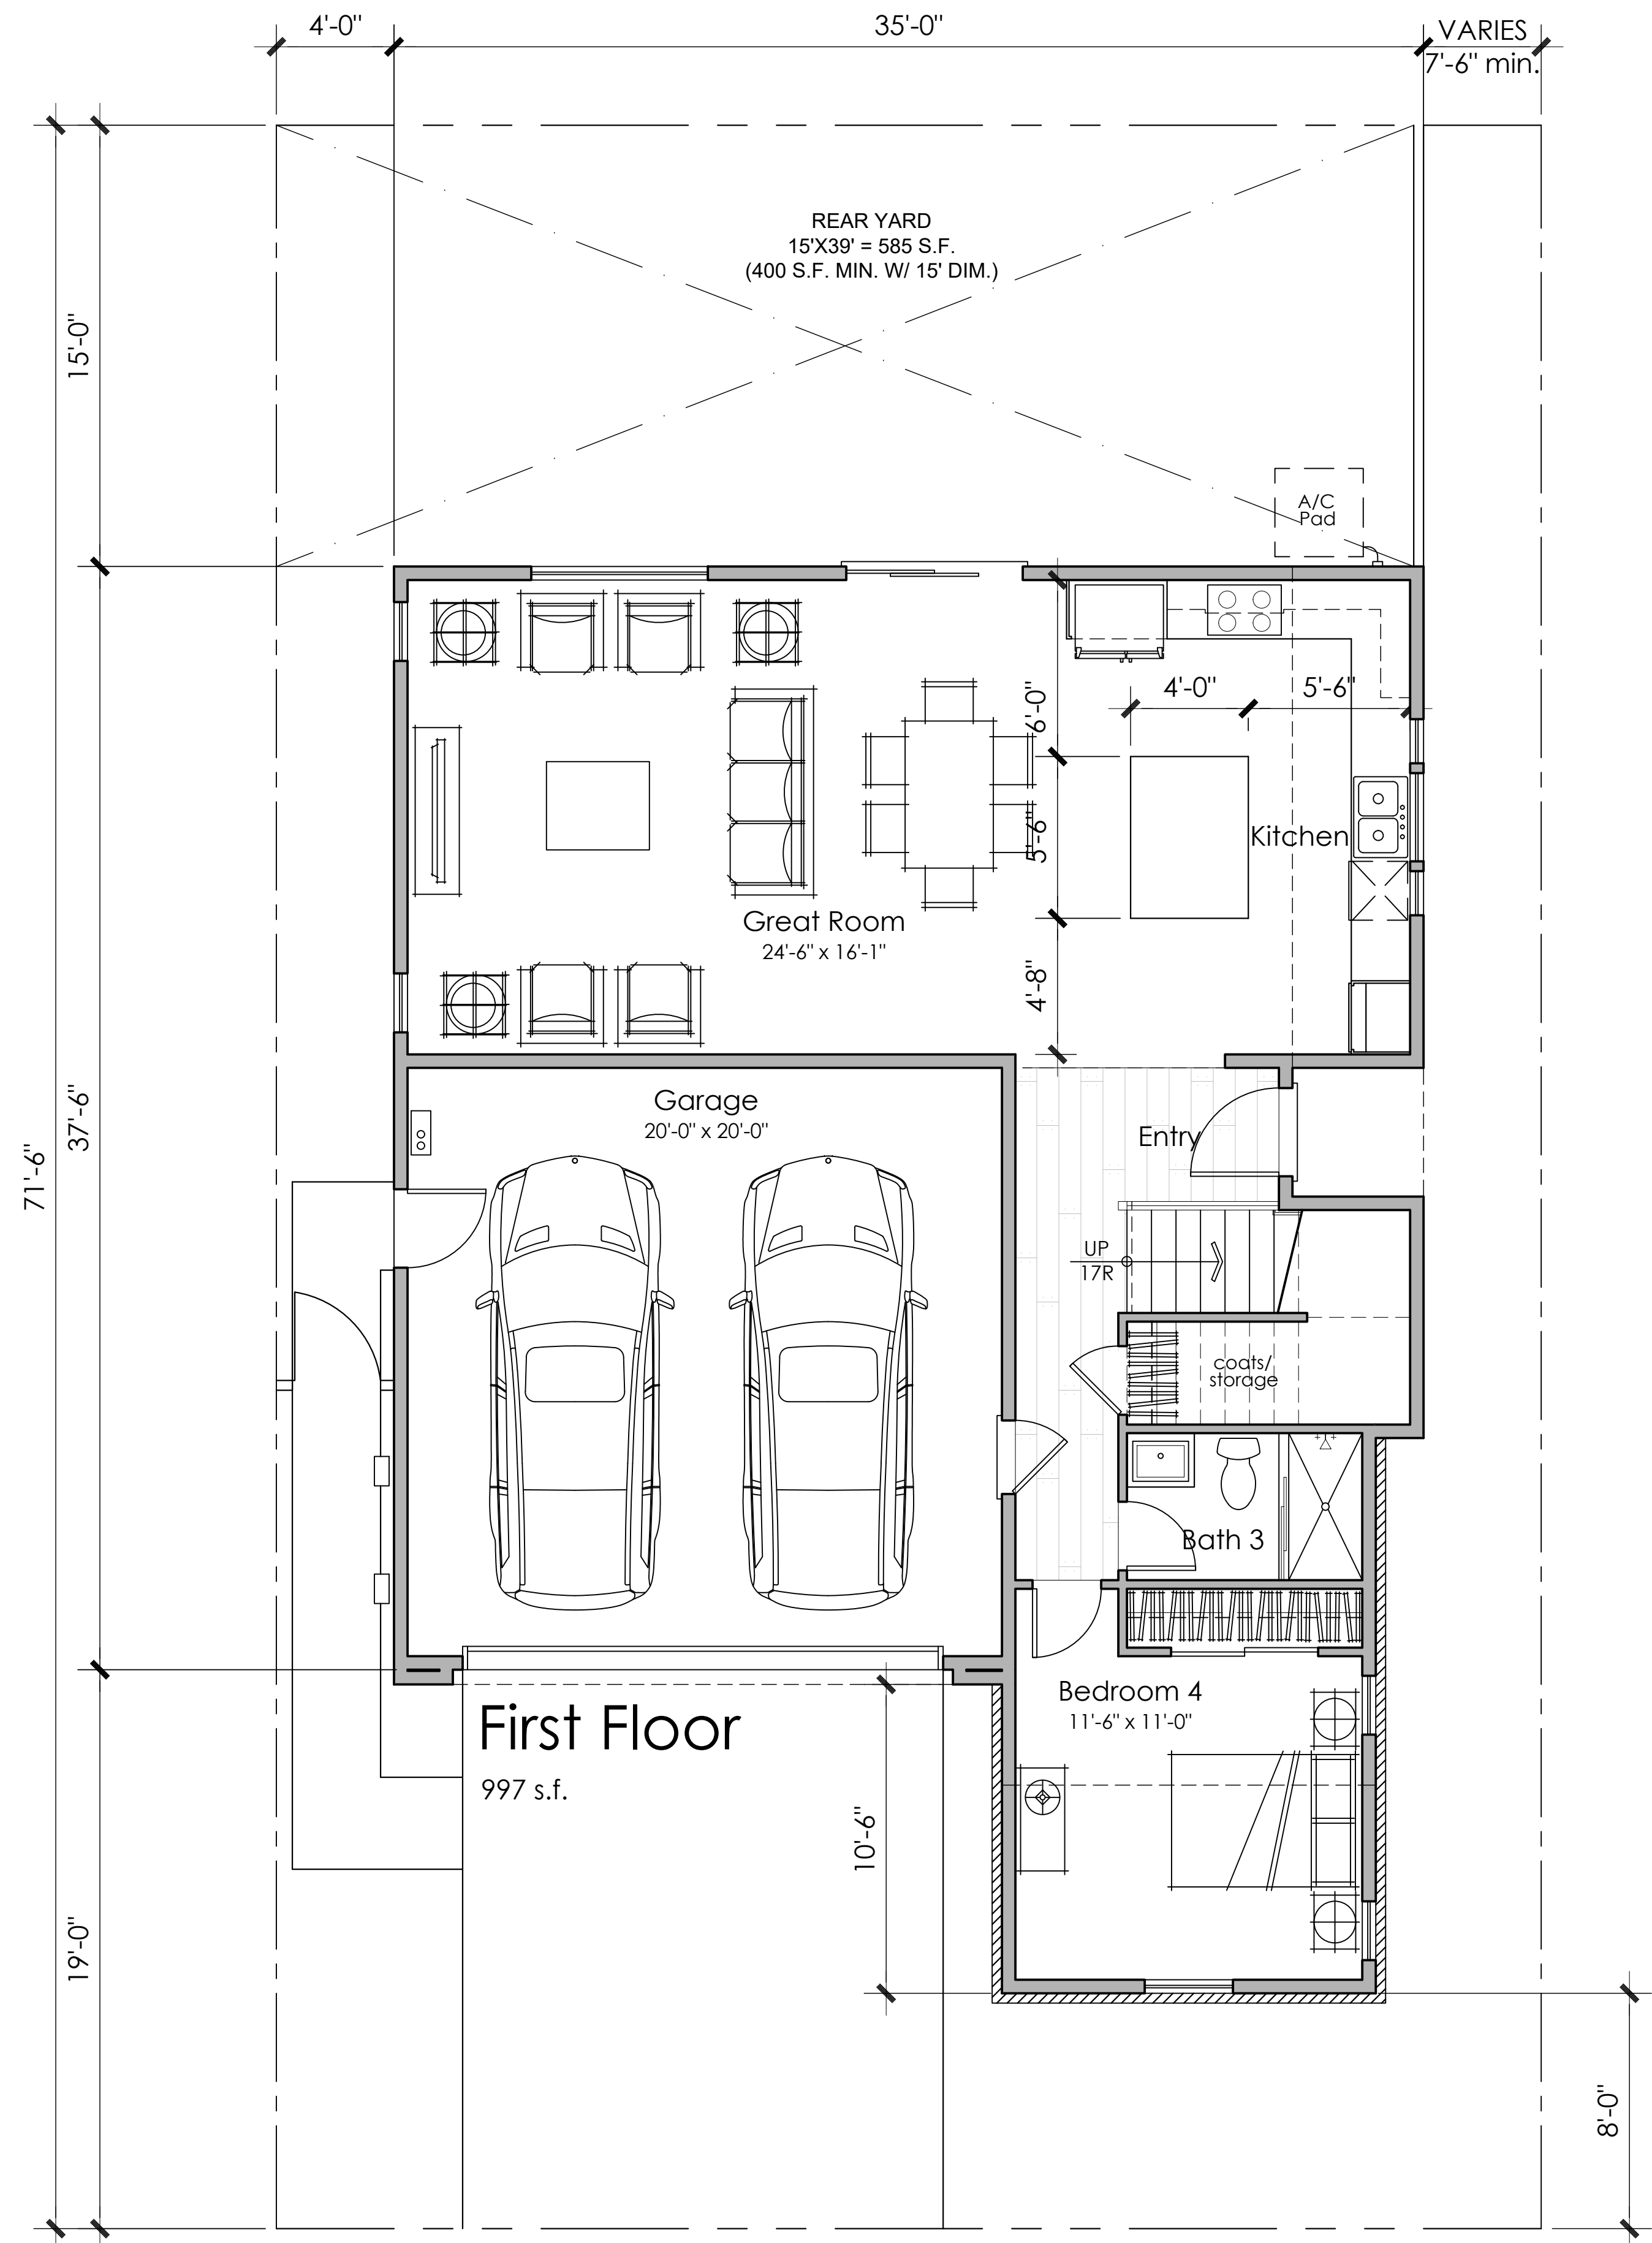 4'-0"
35'-0"
VARIES
7'-6" min.
REAR YARD
15'X39' = 585 S.F.
(400 S.F. MIN. W/ 15' DIM.)
15'-0"
A/C
Pad
4'-0"
5'-6"
6'-0"
5'-6"
Kitchen
Great Room
24'-6" x 16'-1"
4'-8"
Garage
20'-0" x 20'-0"
37'-6"
71'-6"
Entry
UP
17R
coats/
storage
Bath 3
Bedroom 4
11'-6" x 11'-0"
First Floor
997 s.f.
10'-6"
19'-0"
8'-0"